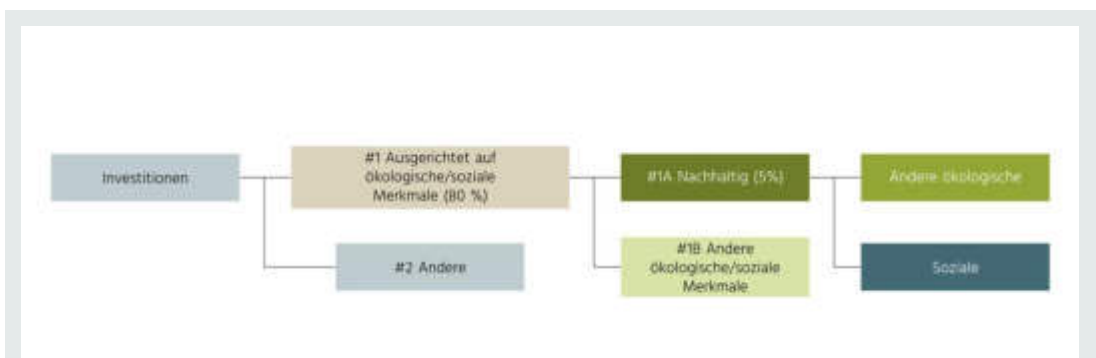 Investitionen
#1 Ausgerichtet auf
ökologische/soziale
Merkmale (80 %)
#1A Nachhaltig (5%)
Andere ökologische
#2 Andere
#1B Andere
ökologische/soziale
Merkmale
Soziale